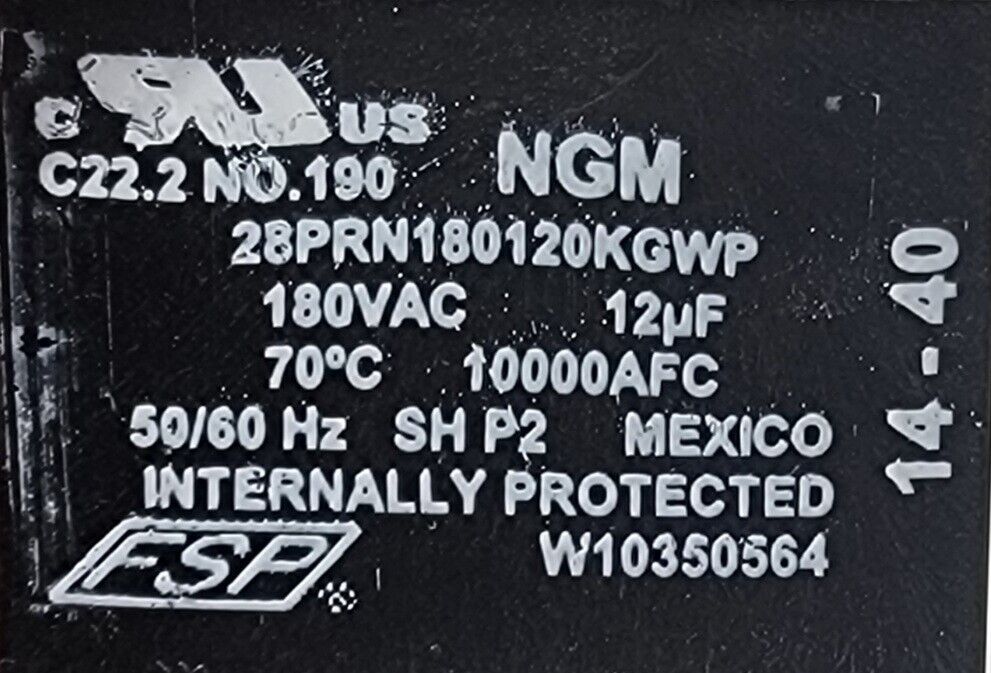 c RU US
C22.2 NO.190 NGM
28PRN180120KGWP
180VAC 12µF
70ºC 10000AFC
50/60 Hz SH P2 MEXICO
INTERNALLY PROTECTED
FSP W10350564
14-40